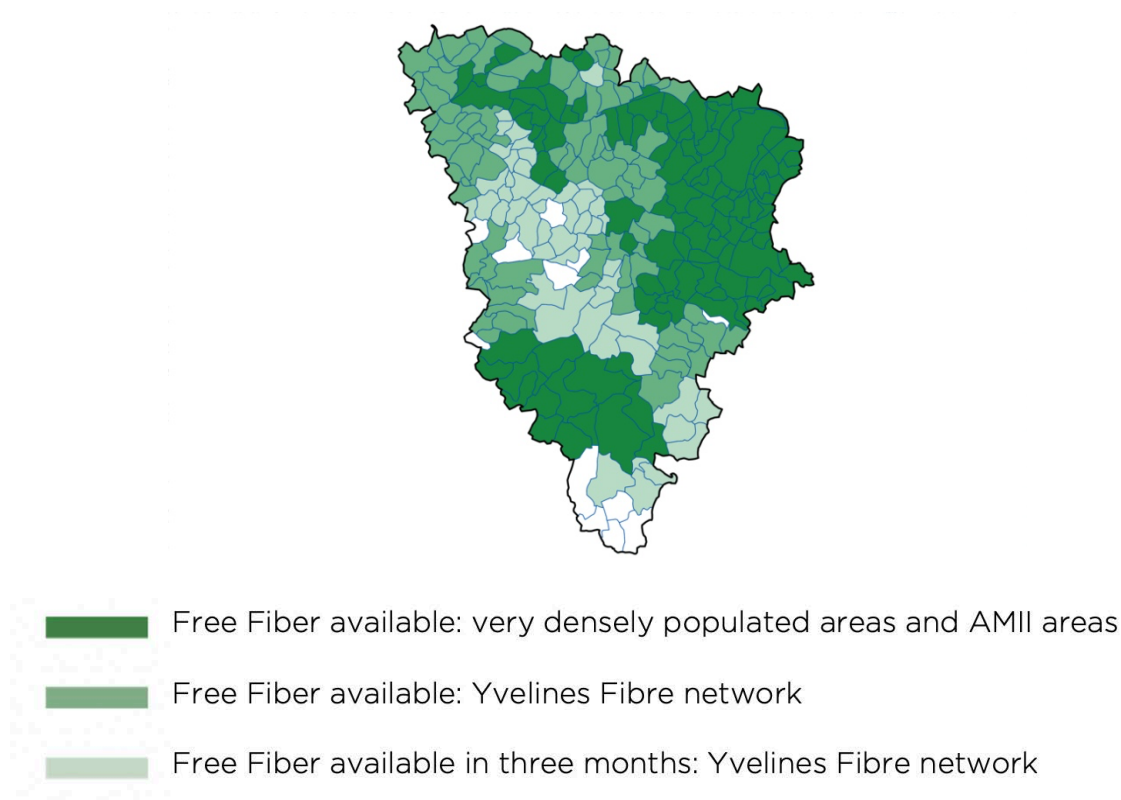 Free Fiber available: very densely populated areas and AMII areas
Free Fiber available: Yvelines Fibre network
Free Fiber available in three months: Yvelines Fibre network